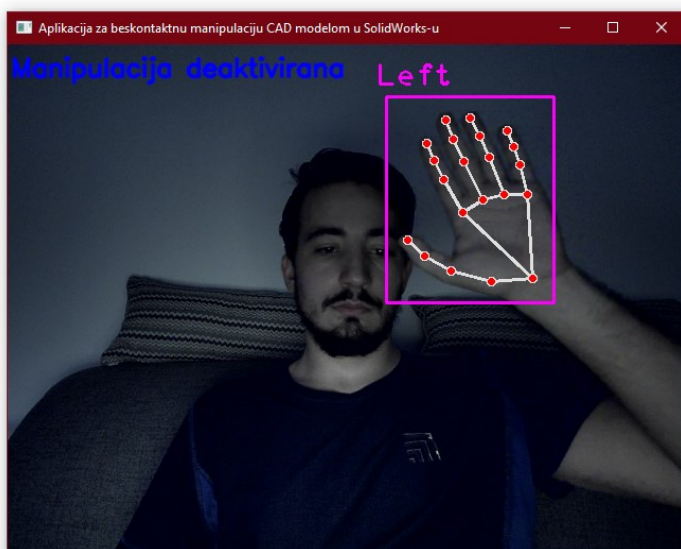 Aplikacija za beskontaktnu manipulaciju CAD modelom u SolidWorks-u
Manipulacija deaktivirana
Left